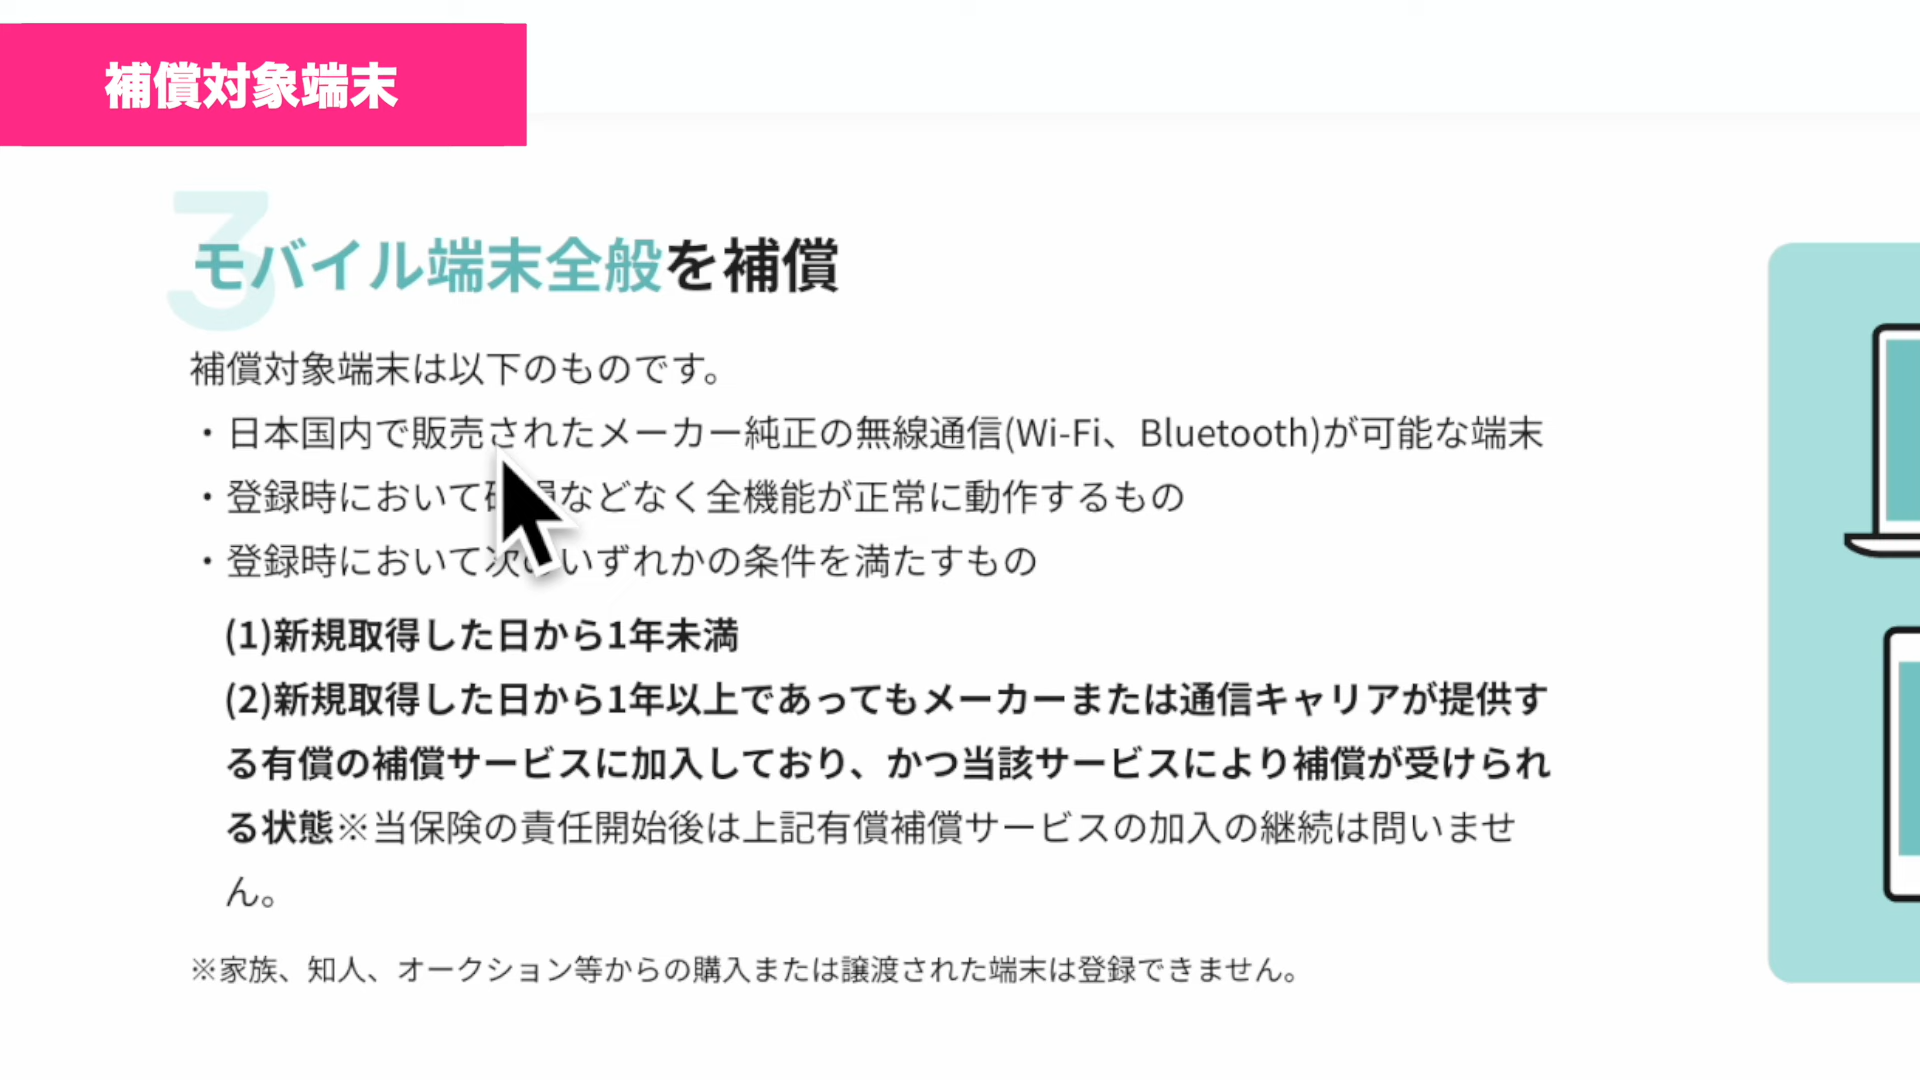 補償対象端末
3
モバイル端末全般を補償
補償対象端末は以下のものです。
・日本国内で販売されたメーカー純正の無線通信(Wi-Fi、Bluetooth)が可能な端末
・登録時において などなく全機能が正常に動作するもの
・登録時において次のいずれかの条件を満たすもの
(1)新規取得した日から1年未満
(2)新規取得した日から1年以上であってもメーカーまたは通信キャリアが提供す
る有償の補償サービスに加入しており、かつ当該サービスにより補償が受けられ
る状態※当保険の責任開始後は上記有償補償サービスの加入の継続は問いませ
ん。
※家族、知人、オークション等からの購入または譲渡された端末は登録できません。